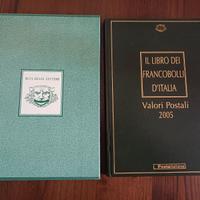 IL LIBRO DEI
FRANCOBOLLI
D'ITALIA
Valori Postali
2005
Posteitaliane